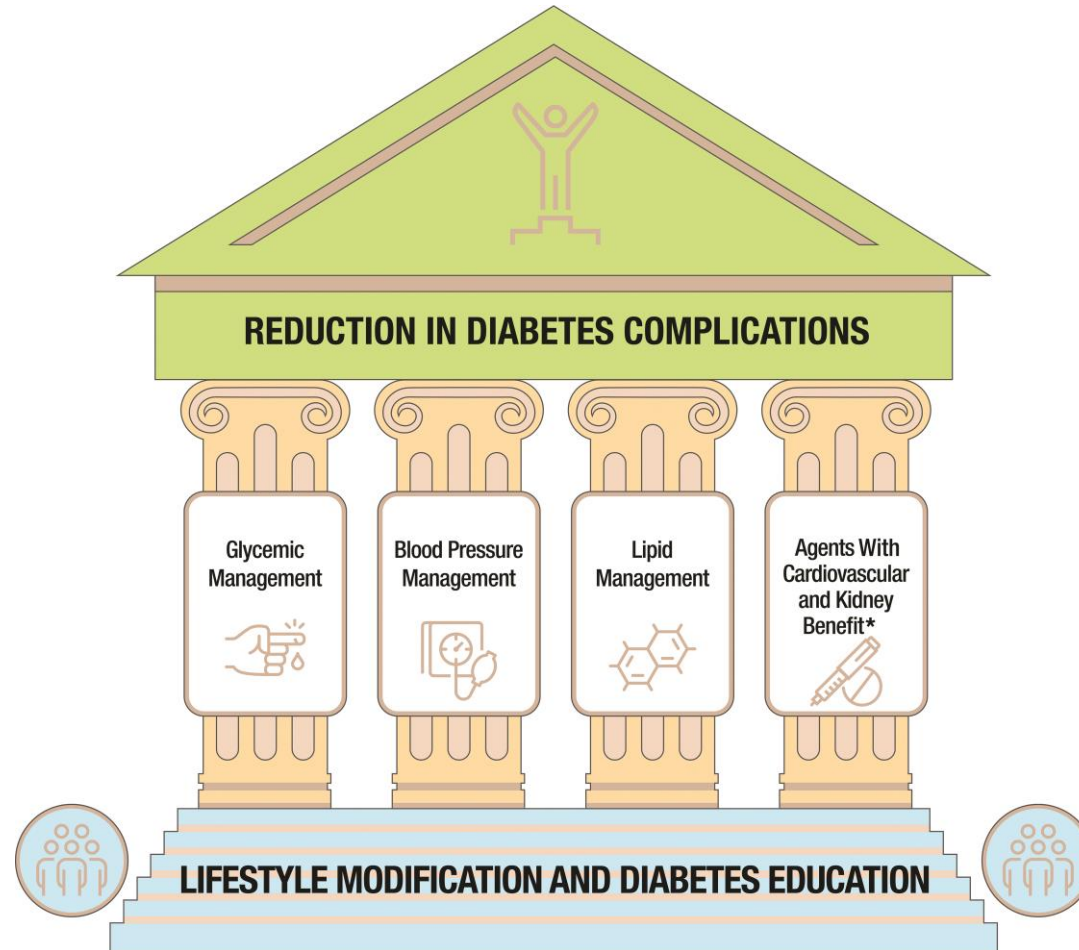 REDUCTION IN DIABETES COMPLICATIONS
Glycemic
Management
Blood Pressure
Management
Lipid
Management
Agents With
Cardiovascular
and Kidney
Benefit*
LIFESTYLE MODIFICATION AND DIABETES EDUCATION